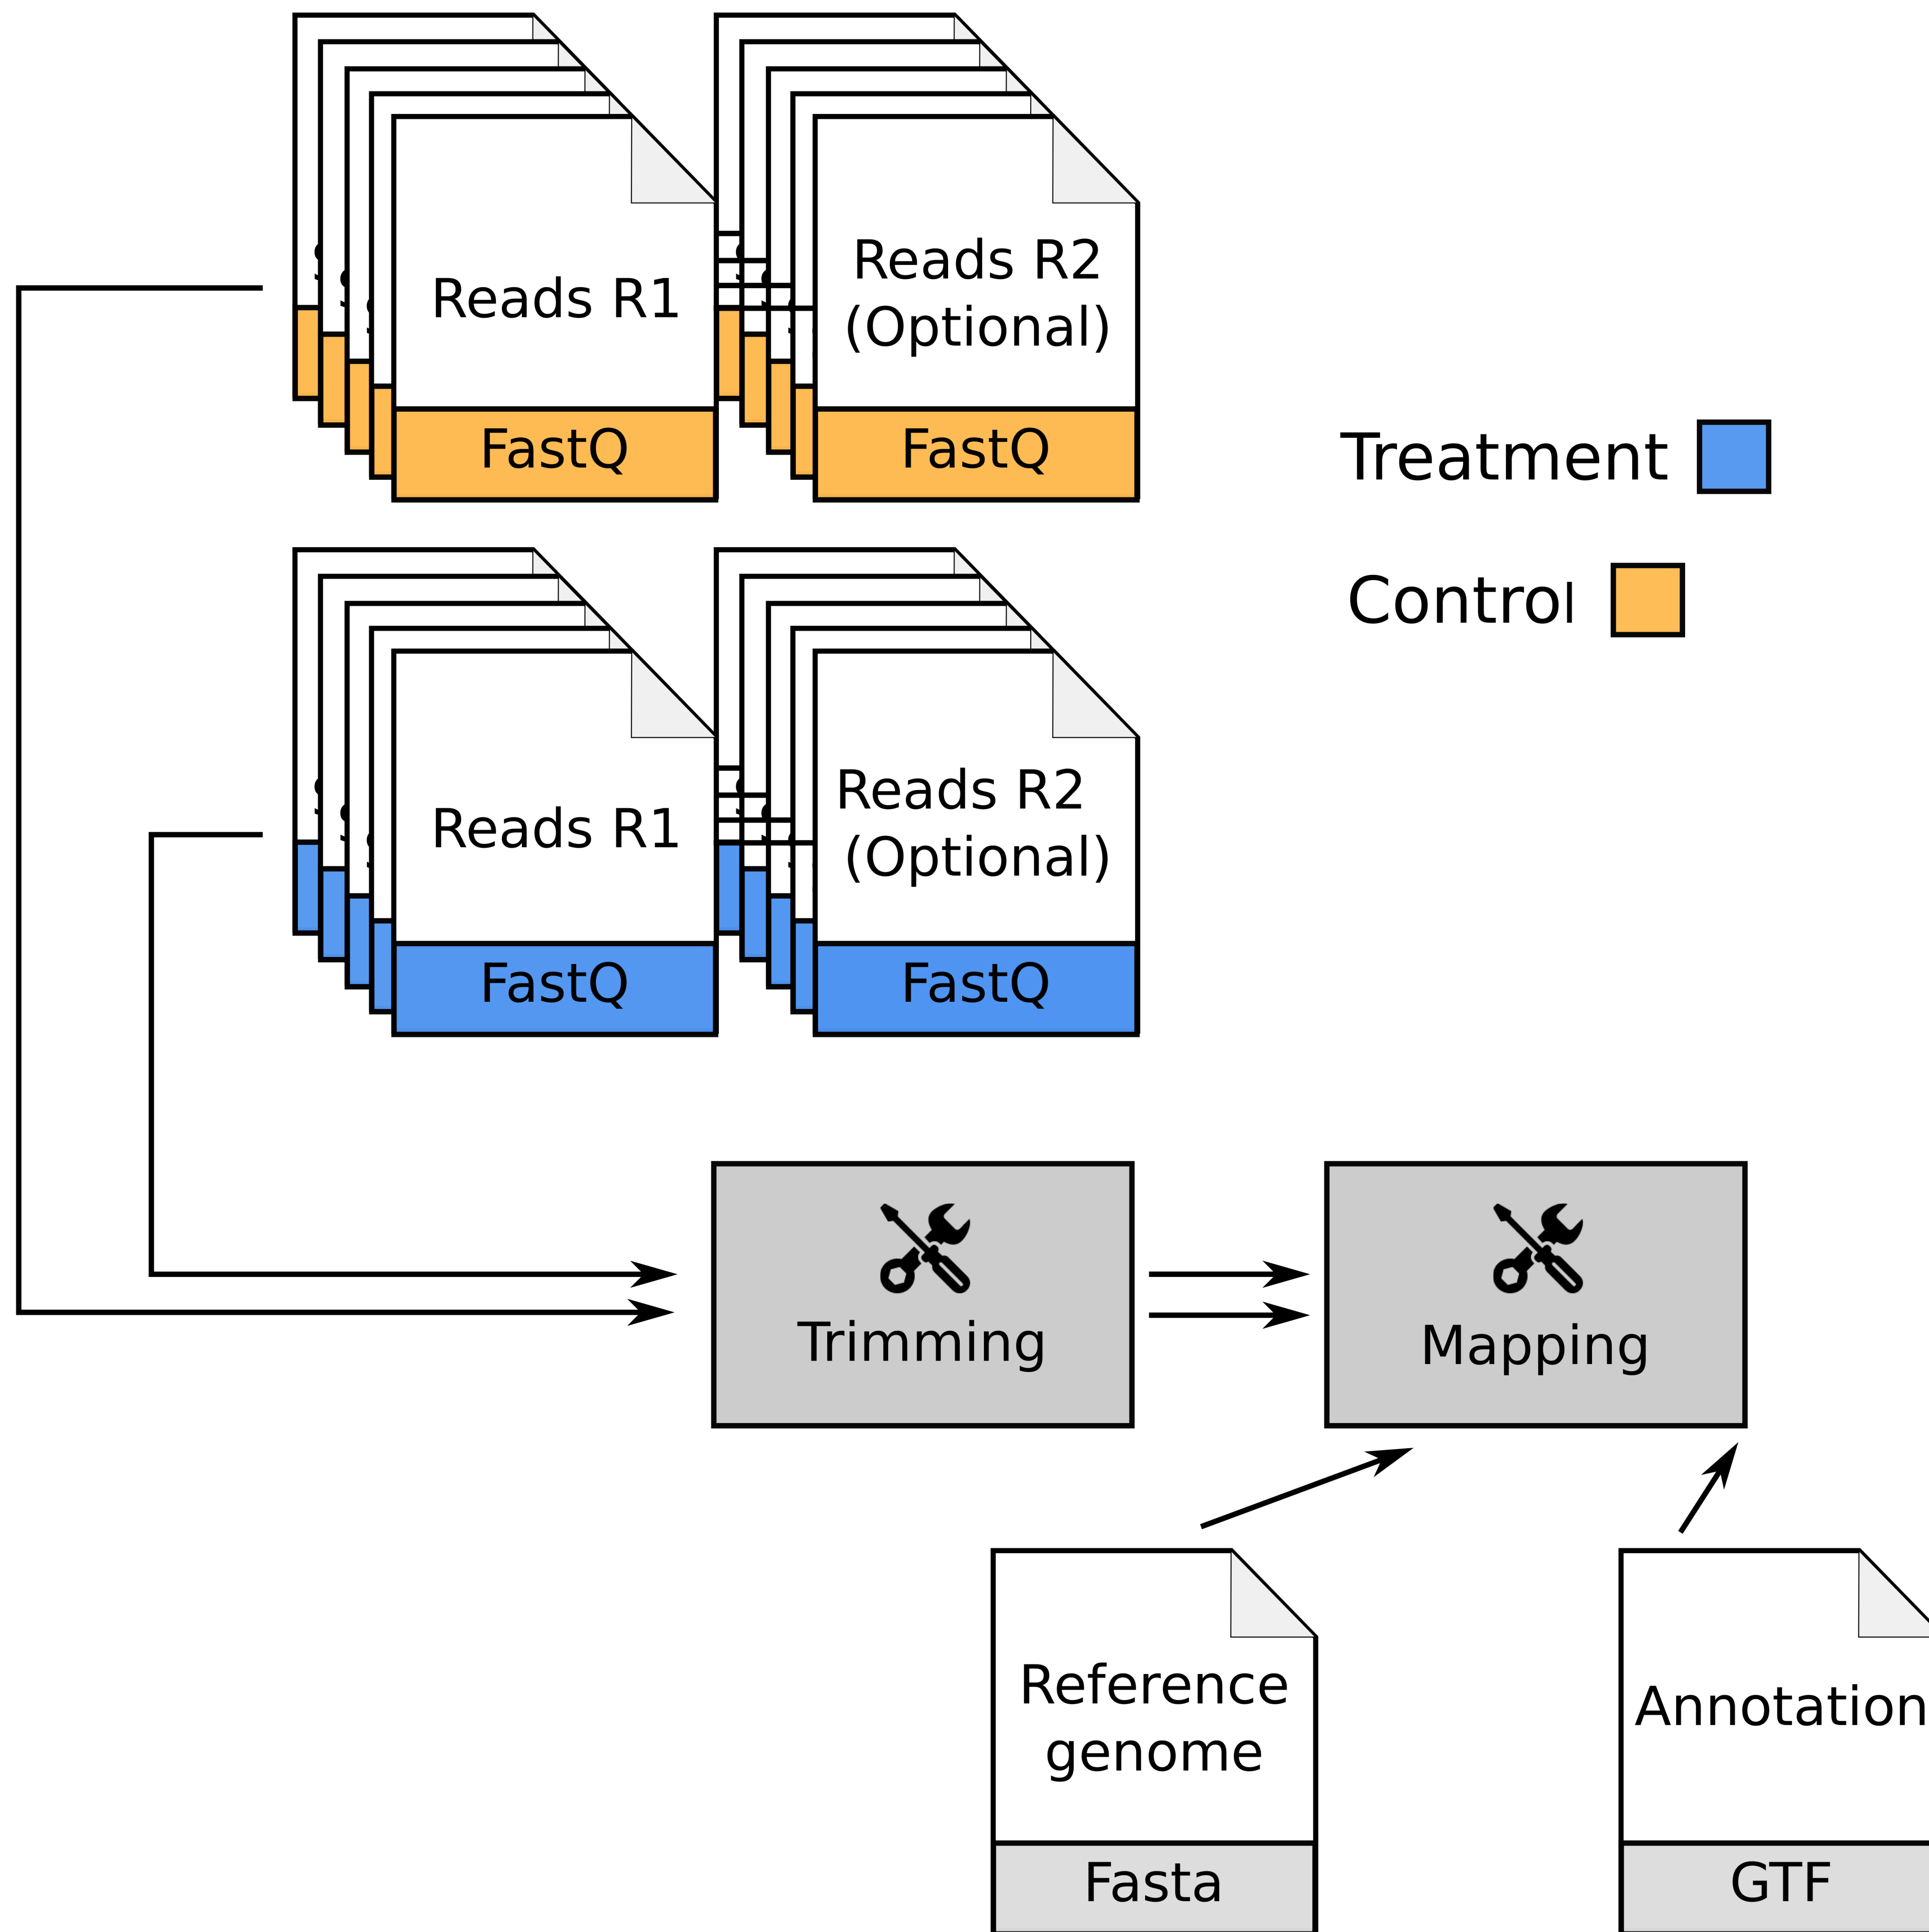 Reads R1
Reads R2
(Optional)
FastQ
FastQ
Treatment
Control
Reads R1
Reads R2
(Optional)
FastQ
FastQ
Trimming
Mapping
Reference
genome
Annotation
Fasta
GTF